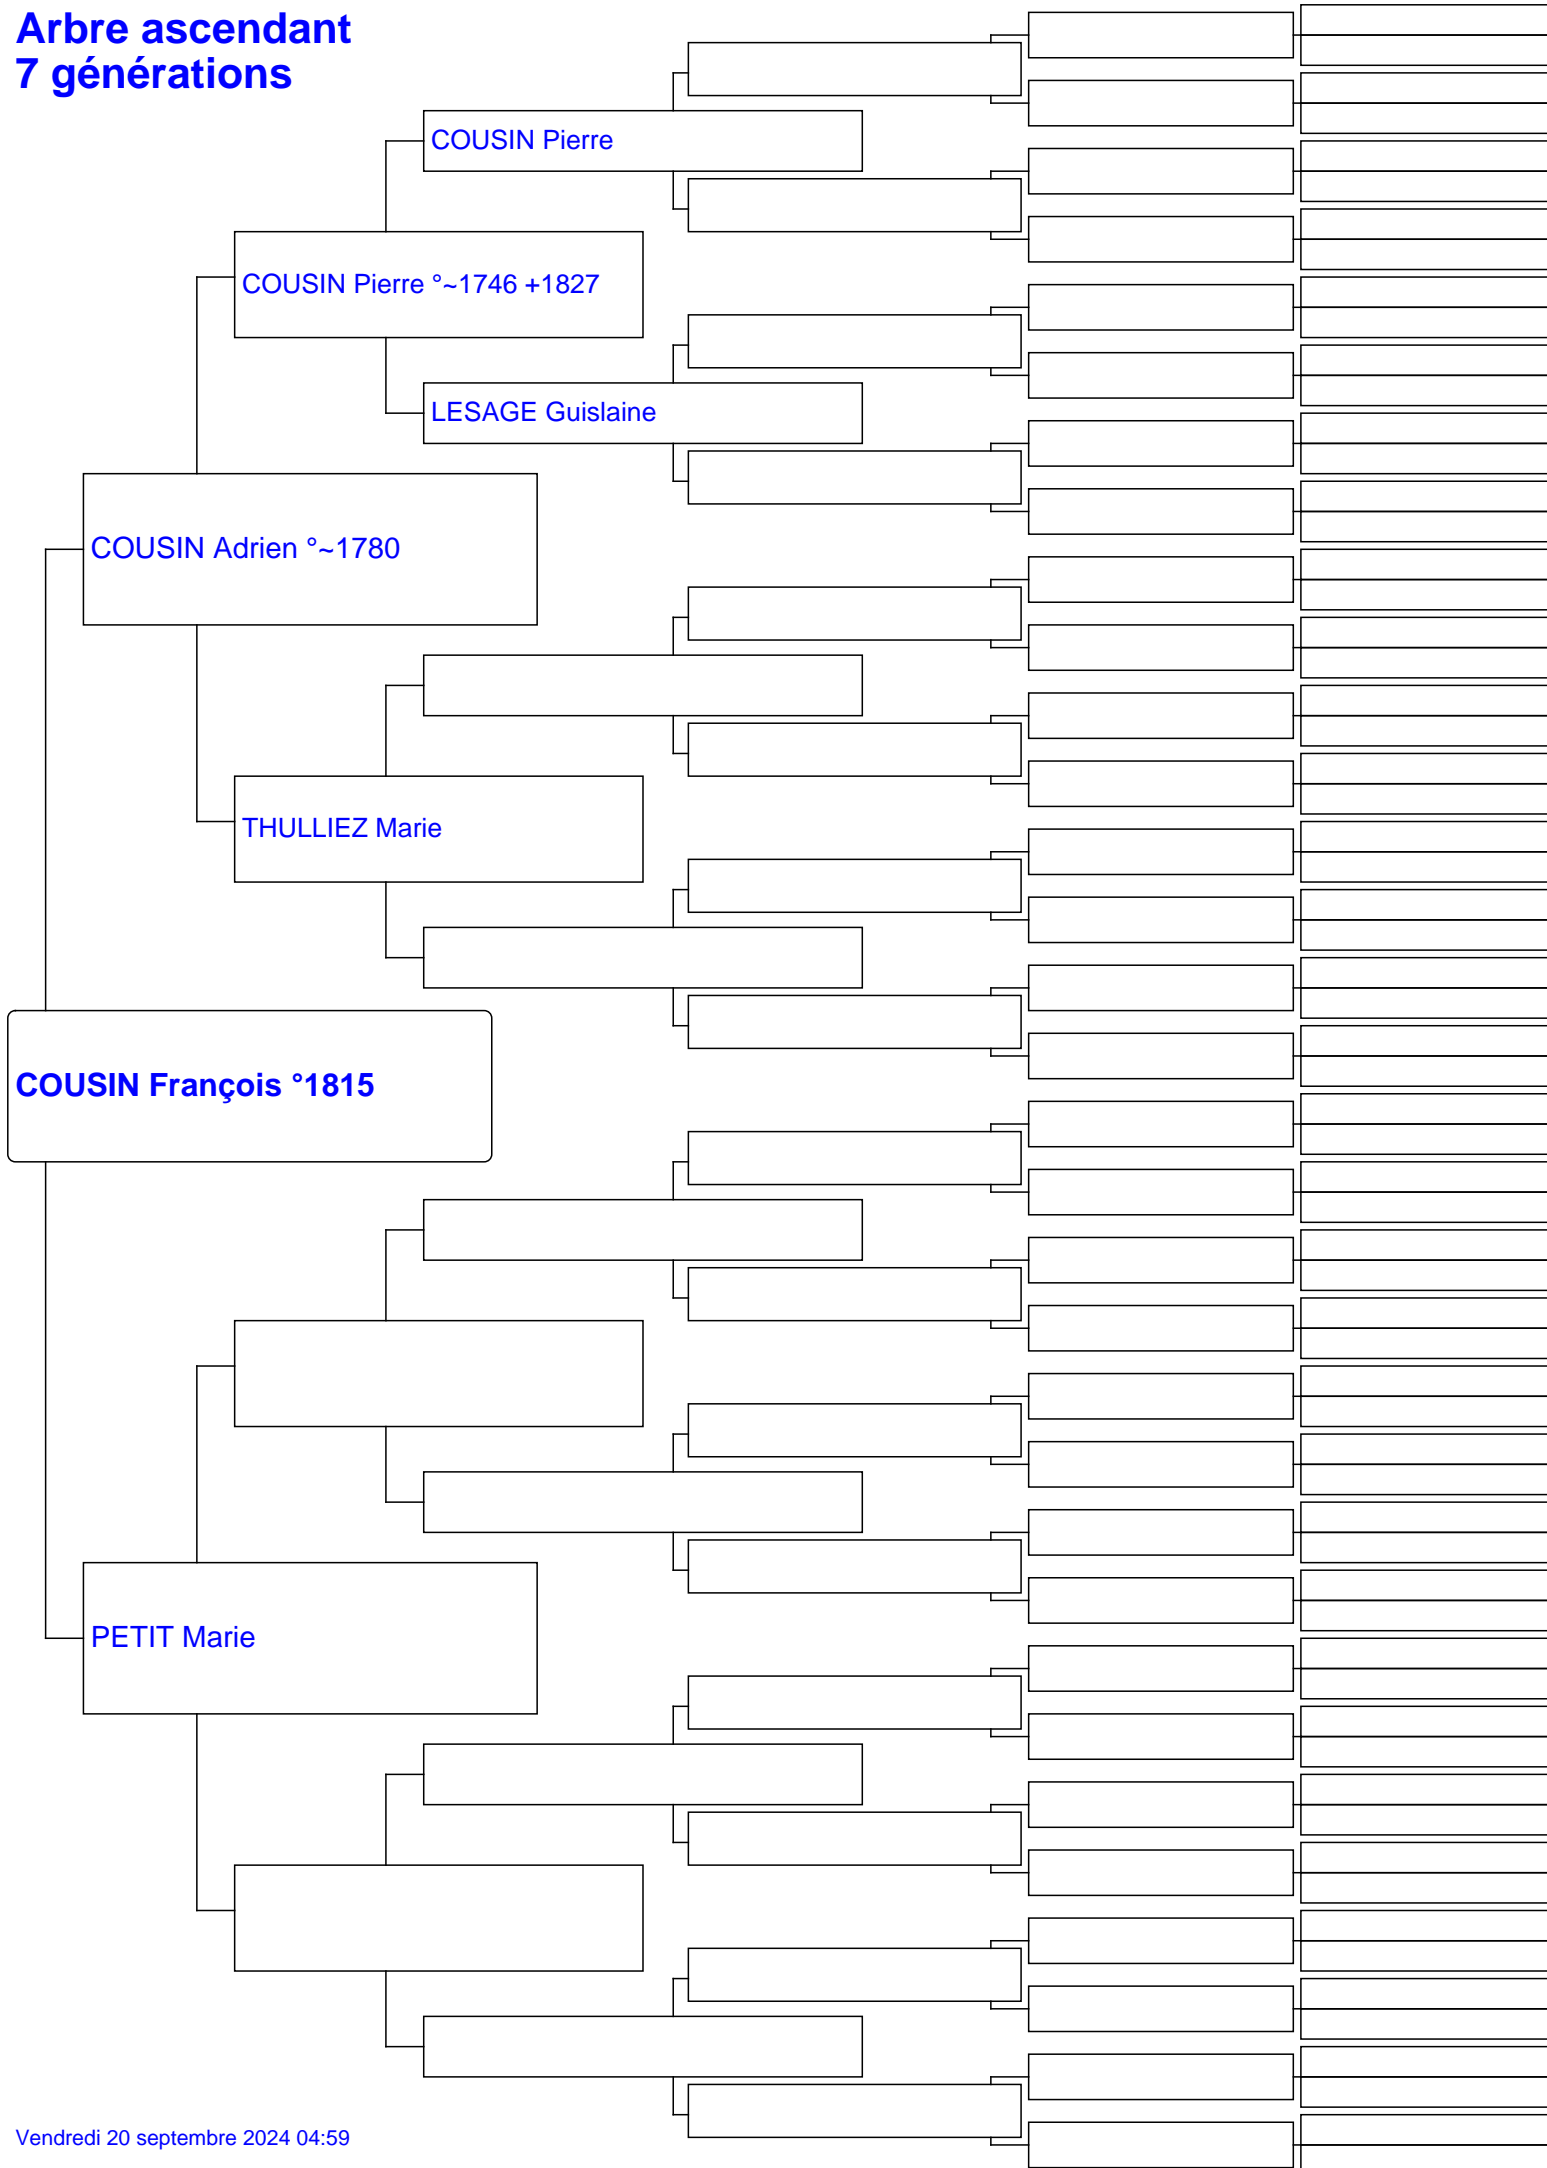 Arbre ascendant
7 générations
COUSIN Pierre
COUSIN Pierre °~1746 +1827
LESAGE Guislaine
COUSIN Adrien °~1780
THULLIEZ Marie
COUSIN François °1815
PETIT Marie
Vendredi 20 septembre 2024 04:59